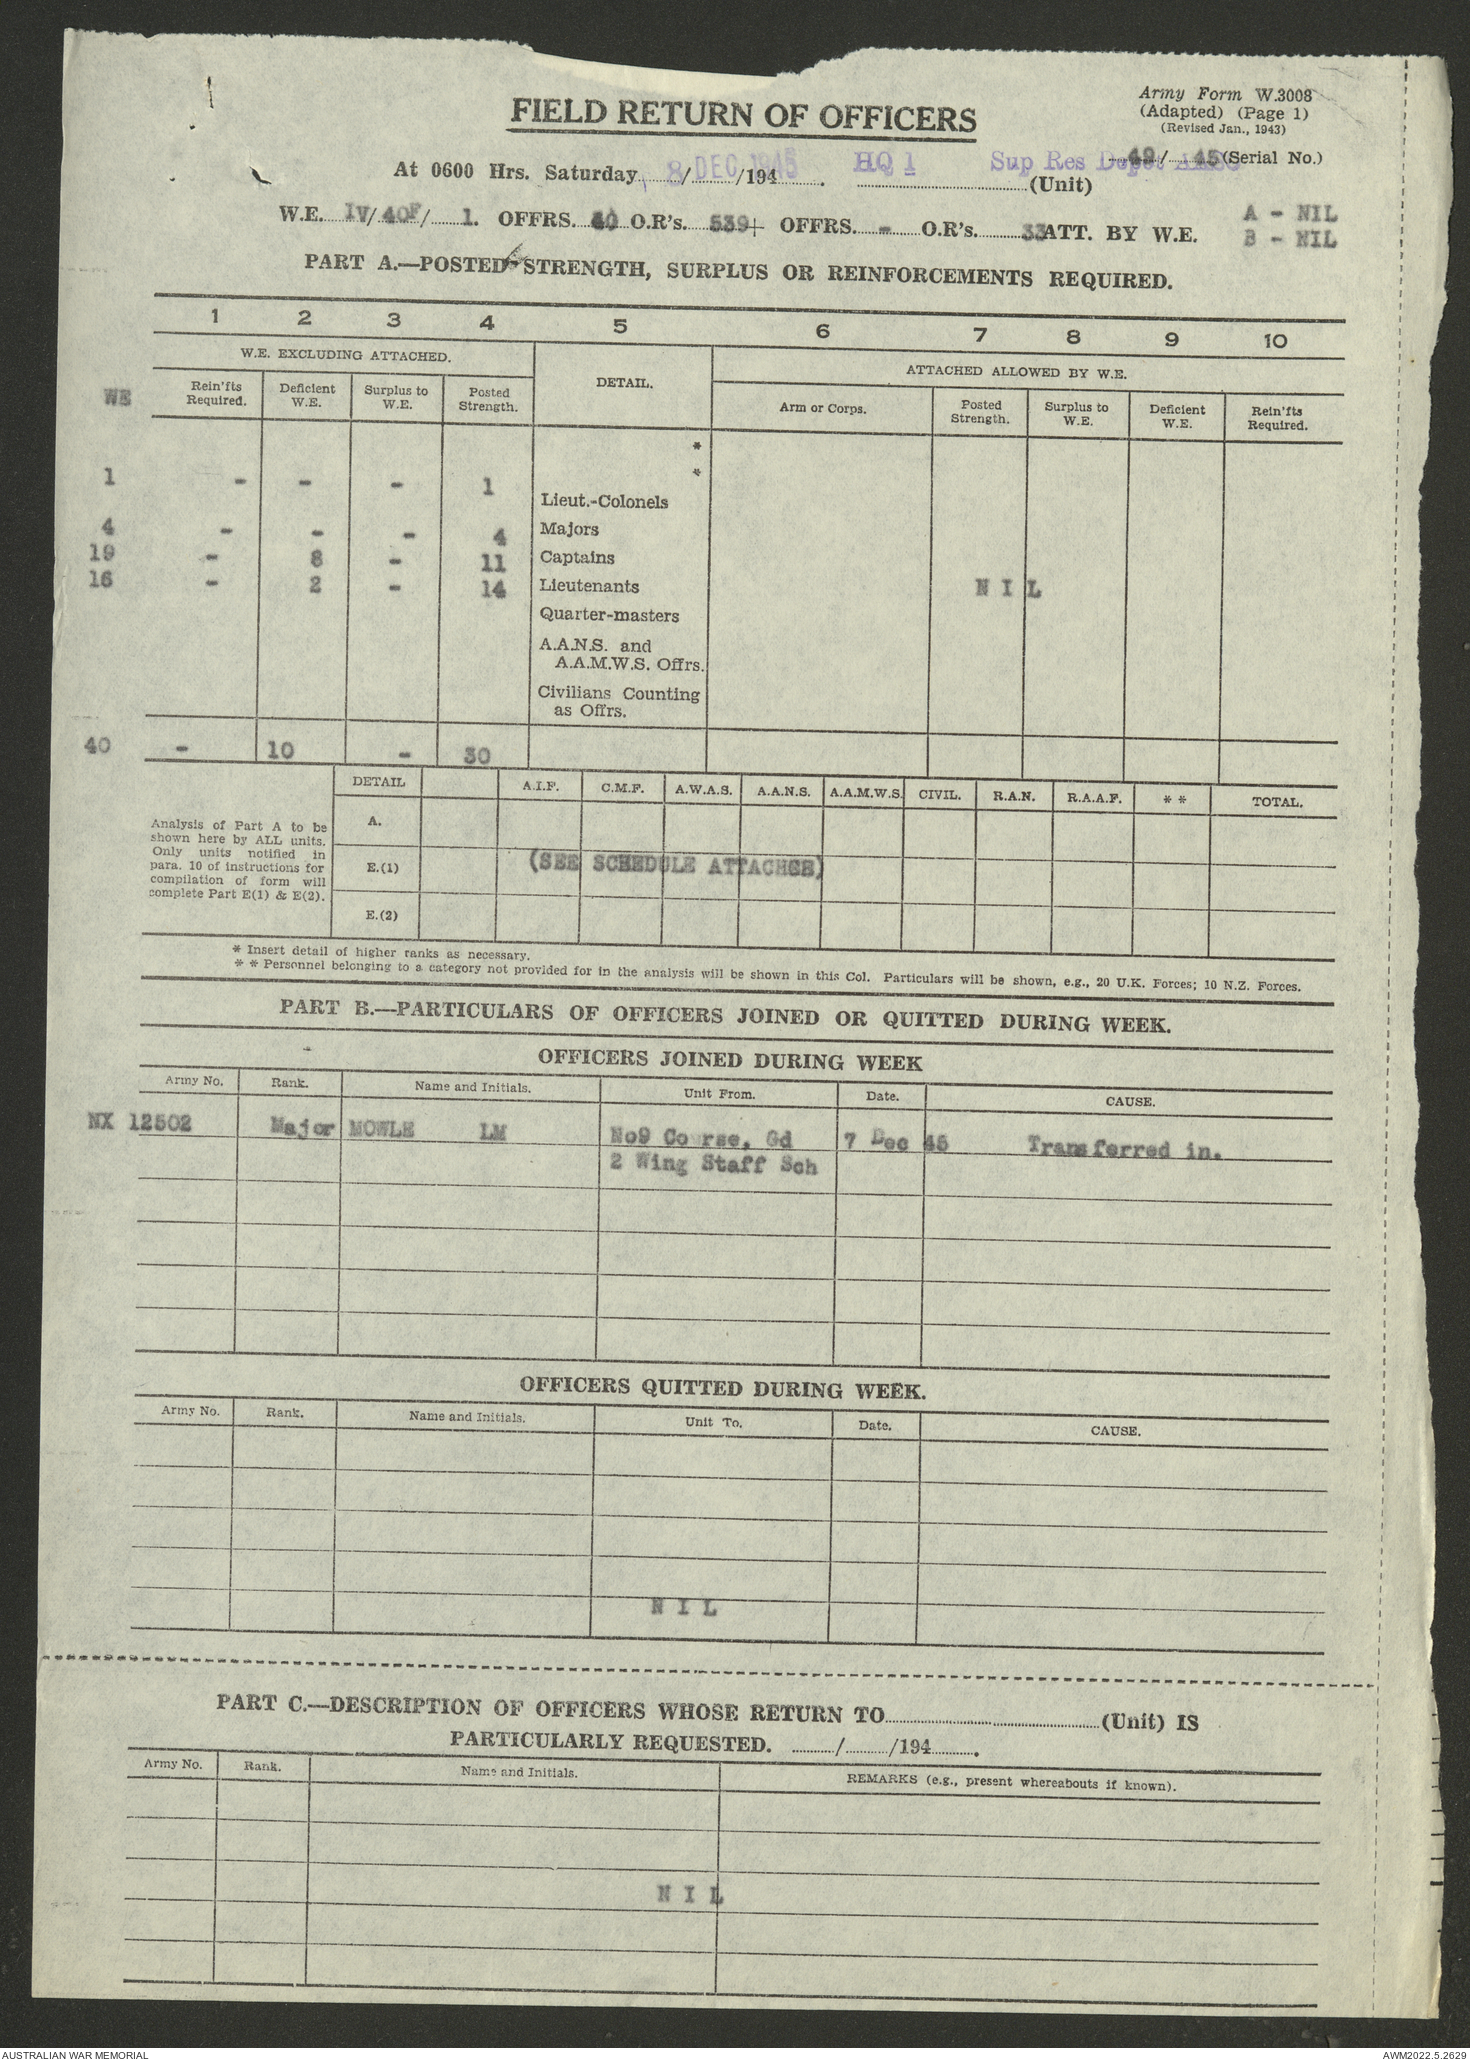 Army Form W.3008
(Adapted) (Page 1)
(Revised Jan., 1943)
FIELD RETURN OF OFFICERS
49/ 45 (Serial No.)
At 0600 Hrs. Saturday 8 DEC 1945 /194 . HQ 1 Sup Res Depot AASC (Unit)
W.E. IV/40F/ 1. OFFRS. 40 O.R's. 539+ OFFRS. - O.R's. 33 ATT. BY W.E.
A - NIL
B - NIL
PART A.—POSTED STRENGTH, SURPLUS OR REINFORCEMENTS REQUIRED.
1 2 3 4 5 6 7 8 9 10
W.E. EXCLUDING ATTACHED. DETAIL. ATTACHED ALLOWED BY W.E.
WE Rein'fts Required. Deficient W.E. Surplus to W.E. Posted Strength. Arm or Corps. Posted Strength. Surplus to W.E. Deficient W.E. Rein'fts Required.
*
*
1 - - - 1 Lieut.-Colonels
4 - - - 4 Majors
19 - 8 - 11 Captains
16 - 2 - 14 Lieutenants N I L
Quarter-masters
A.A.N.S. and
A.A.M.W.S. Offrs.
Civilians Counting
as Offrs.
40 - 10 - 30
DETAIL A.I.F. C.M.F. A.W.A.S. A.A.N.S. A.A.M.W.S. CIVIL. R.A.N. R.A.A.F. * * TOTAL.
Analysis of Part A to be
shown here by ALL units.
Only units notified in
para. 10 of instructions for
compilation of form will
complete Part E(1) & E(2).
A.
E.(1) (SEE SCHEDULE ATTACHED)
E.(2)
* Insert detail of higher ranks as necessary.
* * Personnel belonging to a category not provided for in the analysis will be shown in this Col. Particulars will be shown, e.g., 20 U.K. Forces; 10 N.Z. Forces.
PART B.—PARTICULARS OF OFFICERS JOINED OR QUITTED DURING WEEK.
OFFICERS JOINED DURING WEEK
Army No. Rank. Name and Initials. Unit From. Date. CAUSE.
NX 12502 Major MOWLE LM No9 Course, Gd 7 Dec 45 Transferred in.
2 Wing Staff Sch
OFFICERS QUITTED DURING WEEK.
Army No. Rank. Name and Initials. Unit To. Date. CAUSE.
N I L
PART C.—DESCRIPTION OF OFFICERS WHOSE RETURN TO (Unit) IS
PARTICULARLY REQUESTED. / /194 .
Army No. Rank. Name and Initials. REMARKS (e.g., present whereabouts if known).
N I L
AUSTRALIAN WAR MEMORIAL AWM2022.5.2629